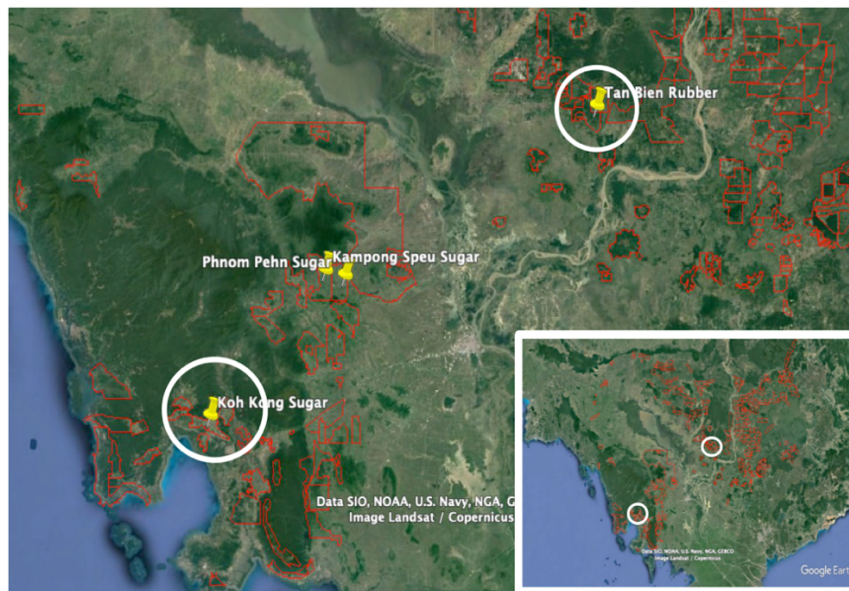 Tan Bien Rubber
Phnom Pehn Sugar
Kampong Speu Sugar
Koh Kong Sugar
Data SIO, NOAA, U.S. Navy, NGA, G
Image Landsat / Copernicus
Data SIO, NOAA, U.S. Navy, NGA, GEBCO
Image Landsat / Copernicus
Google Eart